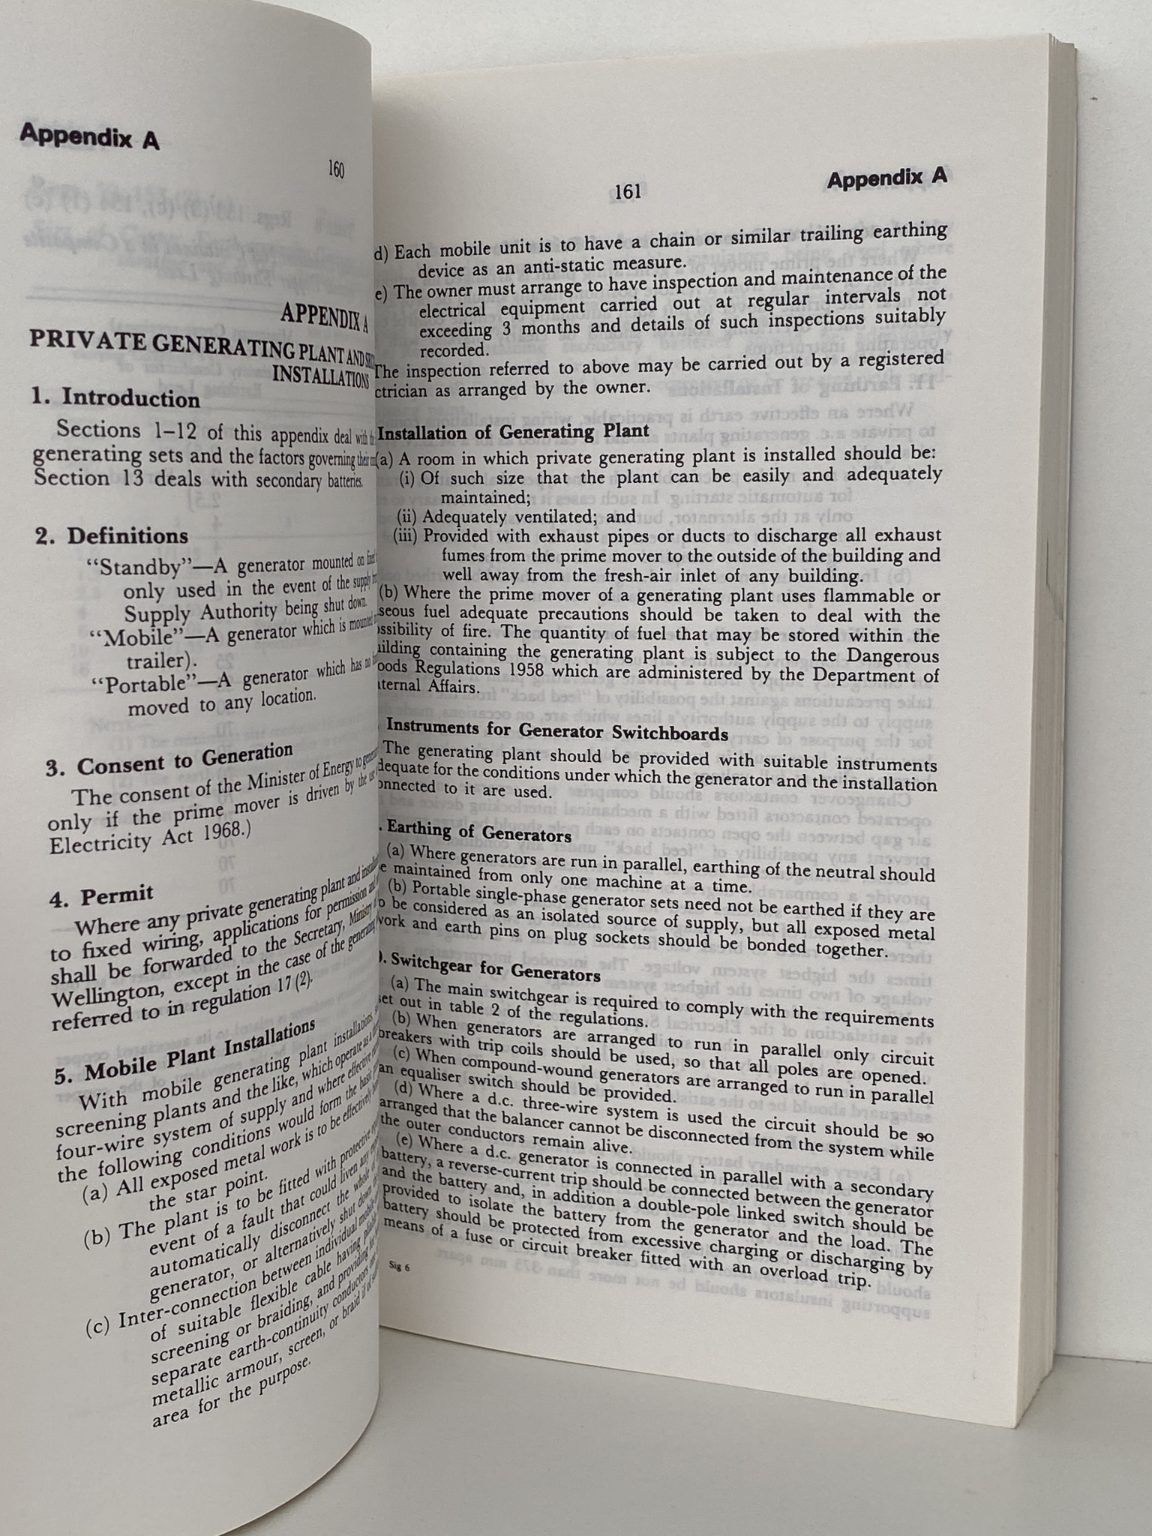 Appendix A
160
APPENDIX A
PRIVATE GENERATING PLANT AND
INSTALLATIONS
1. Introduction
Sections 1–12 of this appendix deal with
generating sets and the factors governing their
Section 13 deals with secondary batteries.
2. Definitions
“Standby”—A generator mounted on
only used in the event of the supply
Supply Authority being shut down.
“Mobile”—A generator which is mounted
trailer).
“Portable”—A generator which has no
moved to any location.
3. Consent to Generation
The consent of the Minister of Energy to
only if the prime mover is driven by the
Electricity Act 1968.)
4. Permit
Where any private generating plant and
to fixed wiring, applications for permission and
shall be forwarded to the Secretary, Ministry of
Wellington, except in the case of the generating
referred to in regulation 17 (2).
5. Mobile Plant Installations
With mobile generating plant installations
screening plants and the like, which operate as a
four-wire system of supply and where effective
the following conditions would form the basis
(a) All exposed metal work is to be effectively
the star point.
(b) The plant is to be fitted with protective
event of a fault that could liven any
automatically disconnect the whole
generator, or alternatively shut down
(c) Inter-connection between individual
of suitable flexible cable having
screening or braiding, and providing
separate earth-continuity conductors
metallic armour, screen, or braid
area for the purpose.
161
Appendix A
d) Each mobile unit is to have a chain or similar trailing earthing
device as an anti-static measure.
e) The owner must arrange to have inspection and maintenance of the
electrical equipment carried out at regular intervals not
exceeding 3 months and details of such inspections suitably
recorded.
The inspection referred to above may be carried out by a registered
ctrician as arranged by the owner.
Installation of Generating Plant
(a) A room in which private generating plant is installed should be:
(i) Of such size that the plant can be easily and adequately
maintained;
(ii) Adequately ventilated; and
(iii) Provided with exhaust pipes or ducts to discharge all exhaust
fumes from the prime mover to the outside of the building and
well away from the fresh-air inlet of any building.
(b) Where the prime mover of a generating plant uses flammable or
seous fuel adequate precautions should be taken to deal with the
ssibility of fire. The quantity of fuel that may be stored within the
uilding containing the generating plant is subject to the Dangerous
oods Regulations 1958 which are administered by the Department of
ternal Affairs.
Instruments for Generator Switchboards
The generating plant should be provided with suitable instruments
dequate for the conditions under which the generator and the installation
onnected to it are used.
. Earthing of Generators
(a) Where generators are run in parallel, earthing of the neutral should
e maintained from only one machine at a time.
(b) Portable single-phase generator sets need not be earthed if they are
o be considered as an isolated source of supply, but all exposed metal
work and earth pins on plug sockets should be bonded together.
. Switchgear for Generators
(a) The main switchgear is required to comply with the requirements
set out in table 2 of the regulations.
(b) When generators are arranged to run in parallel only circuit
breakers with trip coils should be used, so that all poles are opened.
(c) When compound-wound generators are arranged to run in parallel
an equaliser switch should be provided.
(d) Where a d.c. three-wire system is used the circuit should be so
arranged that the balancer cannot be disconnected from the system while
the outer conductors remain alive.
(e) Where a d.c. generator is connected in parallel with a secondary
battery, a reverse-current trip should be connected between the generator
and the battery and, in addition a double-pole linked switch should be
provided to isolate the battery from the generator and the load. The
battery should be protected from excessive charging or discharging by
means of a fuse or circuit breaker fitted with an overload trip.
Sig 6